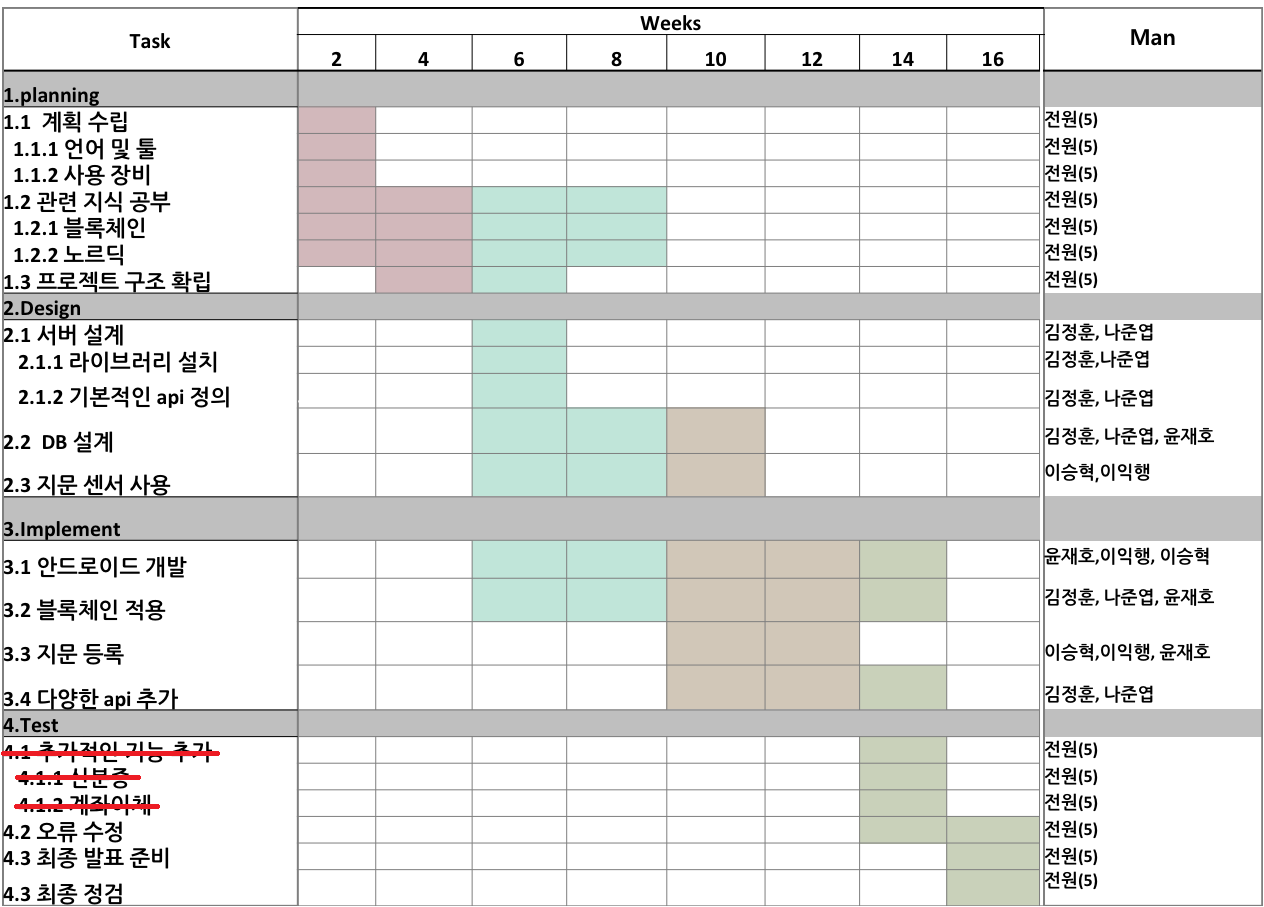 Task Weeks Man
2 4 6 8 10 12 14 16
1.planning
1.1 계획 수립 전원(5)
1.1.1 언어 및 툴 전원(5)
1.1.2 사용 장비 전원(5)
1.2 관련 지식 공부 전원(5)
1.2.1 블록체인 전원(5)
1.2.2 노르딕 전원(5)
1.3 프로젝트 구조 확립 전원(5)
2.Design
2.1 서버 설계 김정훈, 나준엽
2.1.1 라이브러리 설치 김정훈,나준엽
2.1.2 기본적인 api 정의 김정훈, 나준엽
2.2 DB 설계 김정훈, 나준엽, 윤재호
2.3 지문 센서 사용 이승혁,이익행
3.Implement
3.1 안드로이드 개발 윤재호,이익행, 이승혁
3.2 블록체인 적용 김정훈, 나준엽, 윤재호
3.3 지문 등록 이승혁,이익행, 윤재호
3.4 다양한 api 추가 김정훈, 나준엽
4.Test
4.1 추가적인 기능 추가 전원(5)
4.1.1 신분증 전원(5)
4.1.2 계좌이체 전원(5)
4.2 오류 수정 전원(5)
4.3 최종 발표 준비 전원(5)
4.3 최종 정검 전원(5)